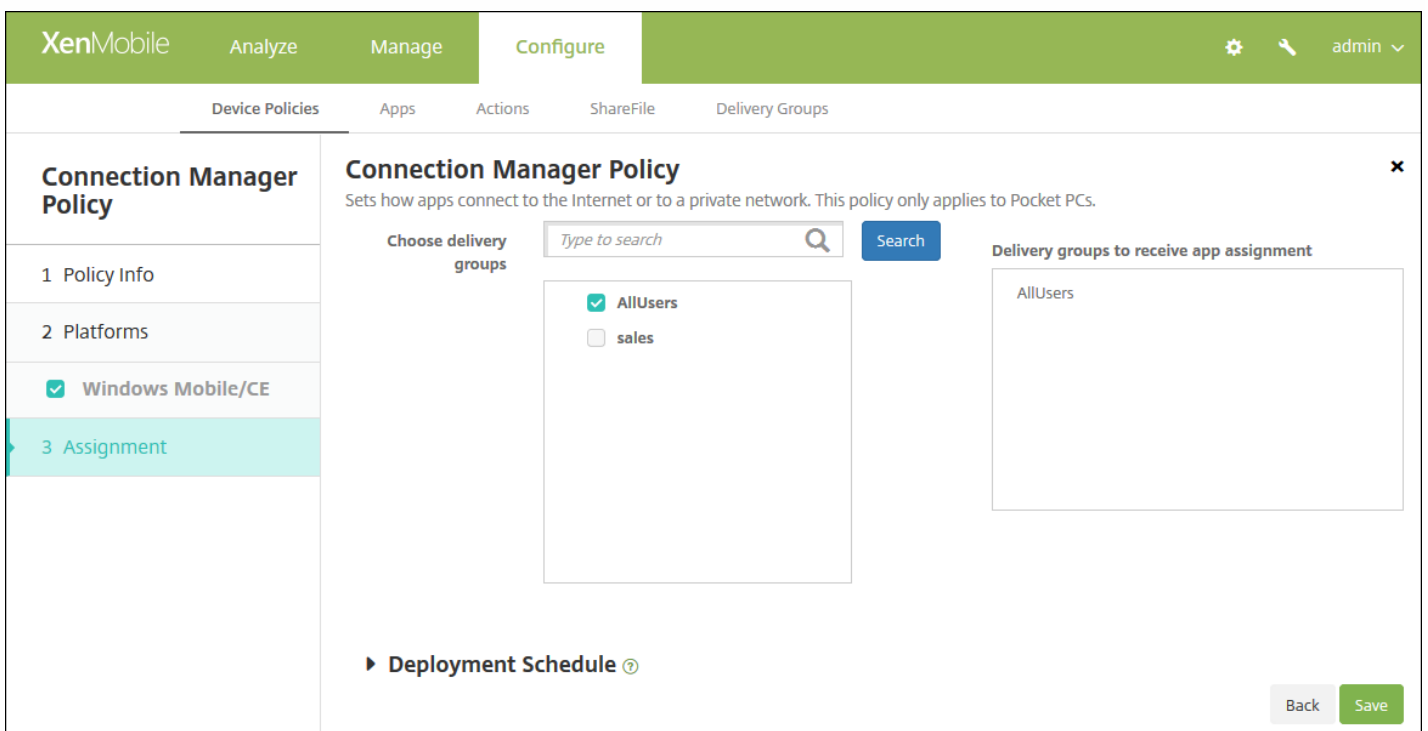 XenMobile Analyze Manage Configure admin
Device Policies Apps Actions ShareFile Delivery Groups
Connection Manager
Policy
1 Policy Info
2 Platforms
Windows Mobile/CE
3 Assignment
Connection Manager Policy
Sets how apps connect to the Internet or to a private network. This policy only applies to Pocket PCs.
Choose delivery
groups
Type to search
Search
AllUsers
sales
Delivery groups to receive app assignment
AllUsers
Deployment Schedule ?
Back Save